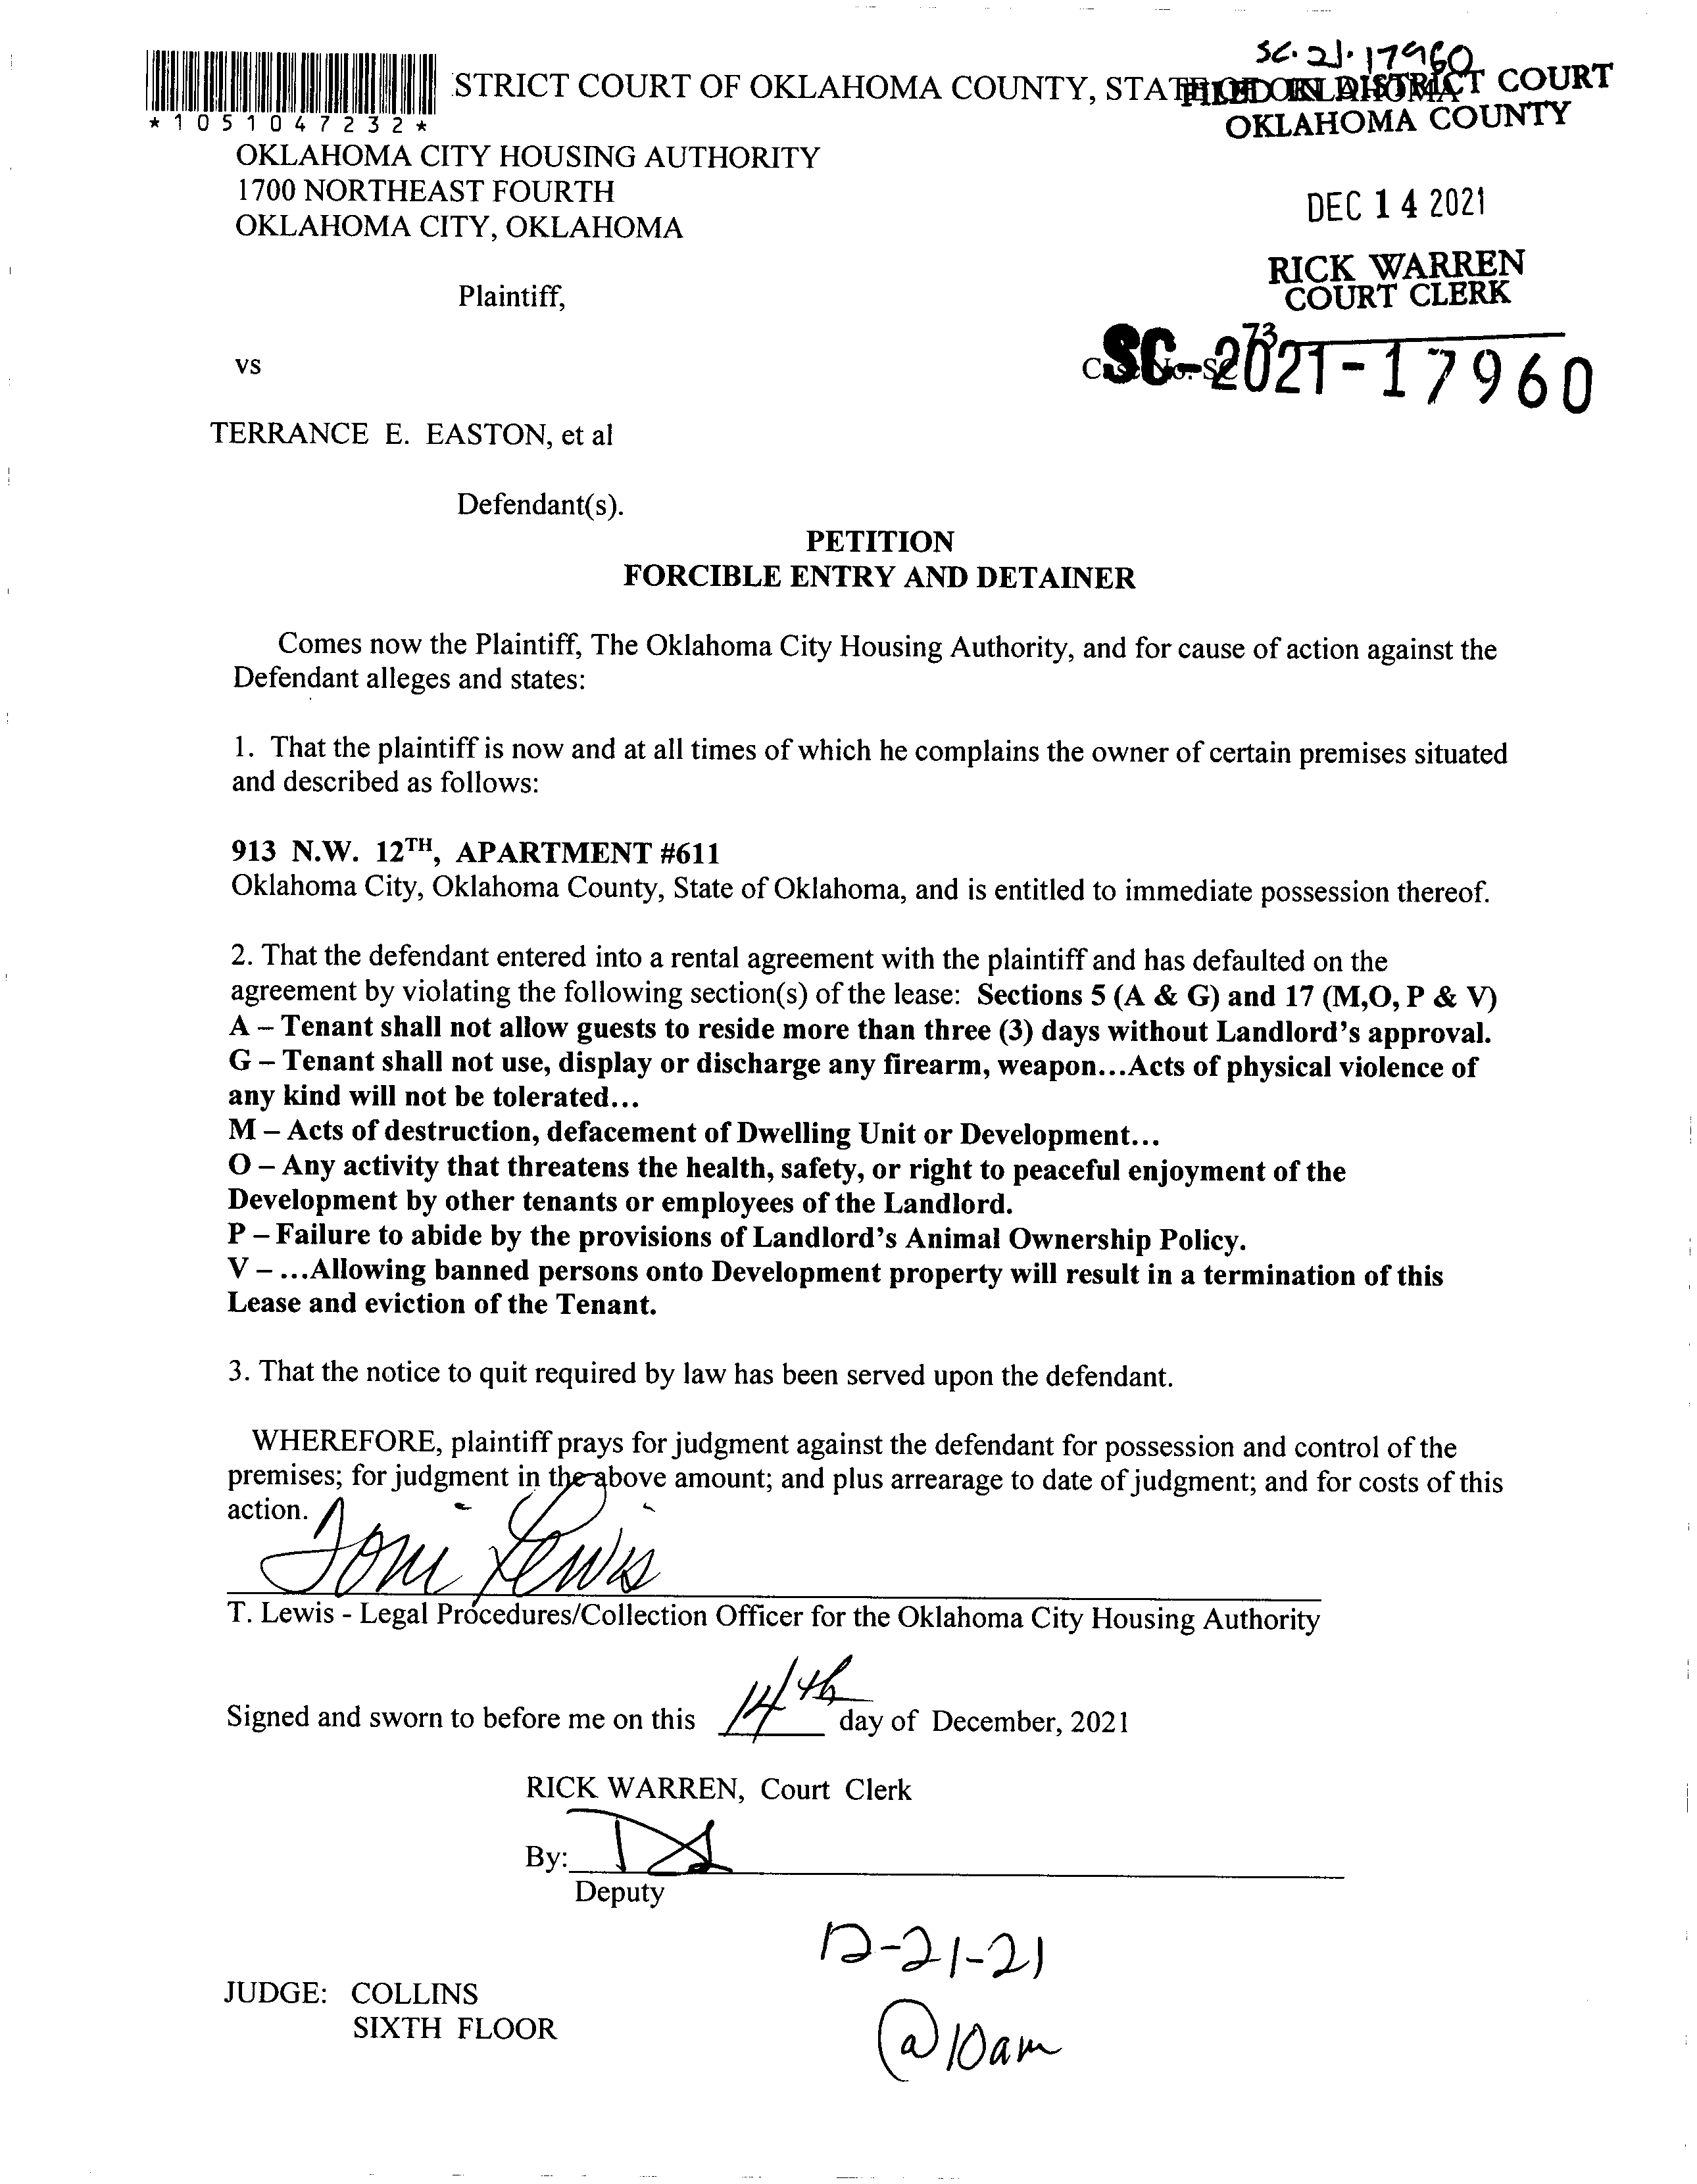 SC·21·17960
STRICT COURT OF OKLAHOMA COUNTY, STATE OF OKLAHOMA
FILED IN DISTRICT COURT
OKLAHOMA COUNTY
*1051047232*
OKLAHOMA CITY HOUSING AUTHORITY
1700 NORTHEAST FOURTH
OKLAHOMA CITY, OKLAHOMA
DEC 14 2021
RICK WARREN
COURT CLERK
Plaintiff,
73
vs
Case No. SC
SC-2021-17960
TERRANCE E. EASTON, et al
Defendant(s).
PETITION
FORCIBLE ENTRY AND DETAINER
Comes now the Plaintiff, The Oklahoma City Housing Authority, and for cause of action against the
Defendant alleges and states:
1. That the plaintiff is now and at all times of which he complains the owner of certain premises situated
and described as follows:
913 N.W. 12TH, APARTMENT #611
Oklahoma City, Oklahoma County, State of Oklahoma, and is entitled to immediate possession thereof.
2. That the defendant entered into a rental agreement with the plaintiff and has defaulted on the
agreement by violating the following section(s) of the lease: Sections 5 (A & G) and 17 (M,O, P & V)
A – Tenant shall not allow guests to reside more than three (3) days without Landlord's approval.
G – Tenant shall not use, display or discharge any firearm, weapon…Acts of physical violence of
any kind will not be tolerated…
M – Acts of destruction, defacement of Dwelling Unit or Development…
O – Any activity that threatens the health, safety, or right to peaceful enjoyment of the
Development by other tenants or employees of the Landlord.
P – Failure to abide by the provisions of Landlord's Animal Ownership Policy.
V – …Allowing banned persons onto Development property will result in a termination of this
Lease and eviction of the Tenant.
3. That the notice to quit required by law has been served upon the defendant.
WHEREFORE, plaintiff prays for judgment against the defendant for possession and control of the
premises; for judgment in the above amount; and plus arrearage to date of judgment; and for costs of this
action.
Toni Lewis
T. Lewis - Legal Procedures/Collection Officer for the Oklahoma City Housing Authority
Signed and sworn to before me on this 14th day of December, 2021
RICK WARREN, Court Clerk
By:
Deputy
12-21-21
JUDGE: COLLINS
SIXTH FLOOR
@10am